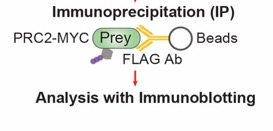 Immunoprecipitation (IP)
PRC2-MYC Prey Beads
FLAG Ab
Analysis with Immunoblotting